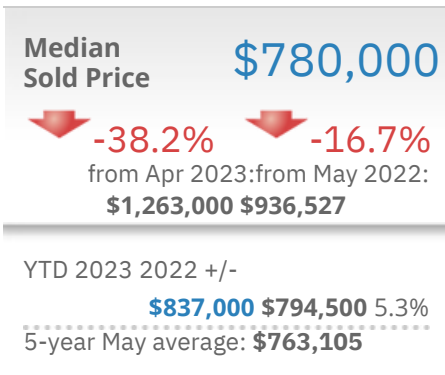 Median
Sold Price
$780,000
-38.2% -16.7%
from Apr 2023:from May 2022:
$1,263,000 $936,527
YTD 2023 2022 +/-
$837,000 $794,500 5.3%
5-year May average: $763,105